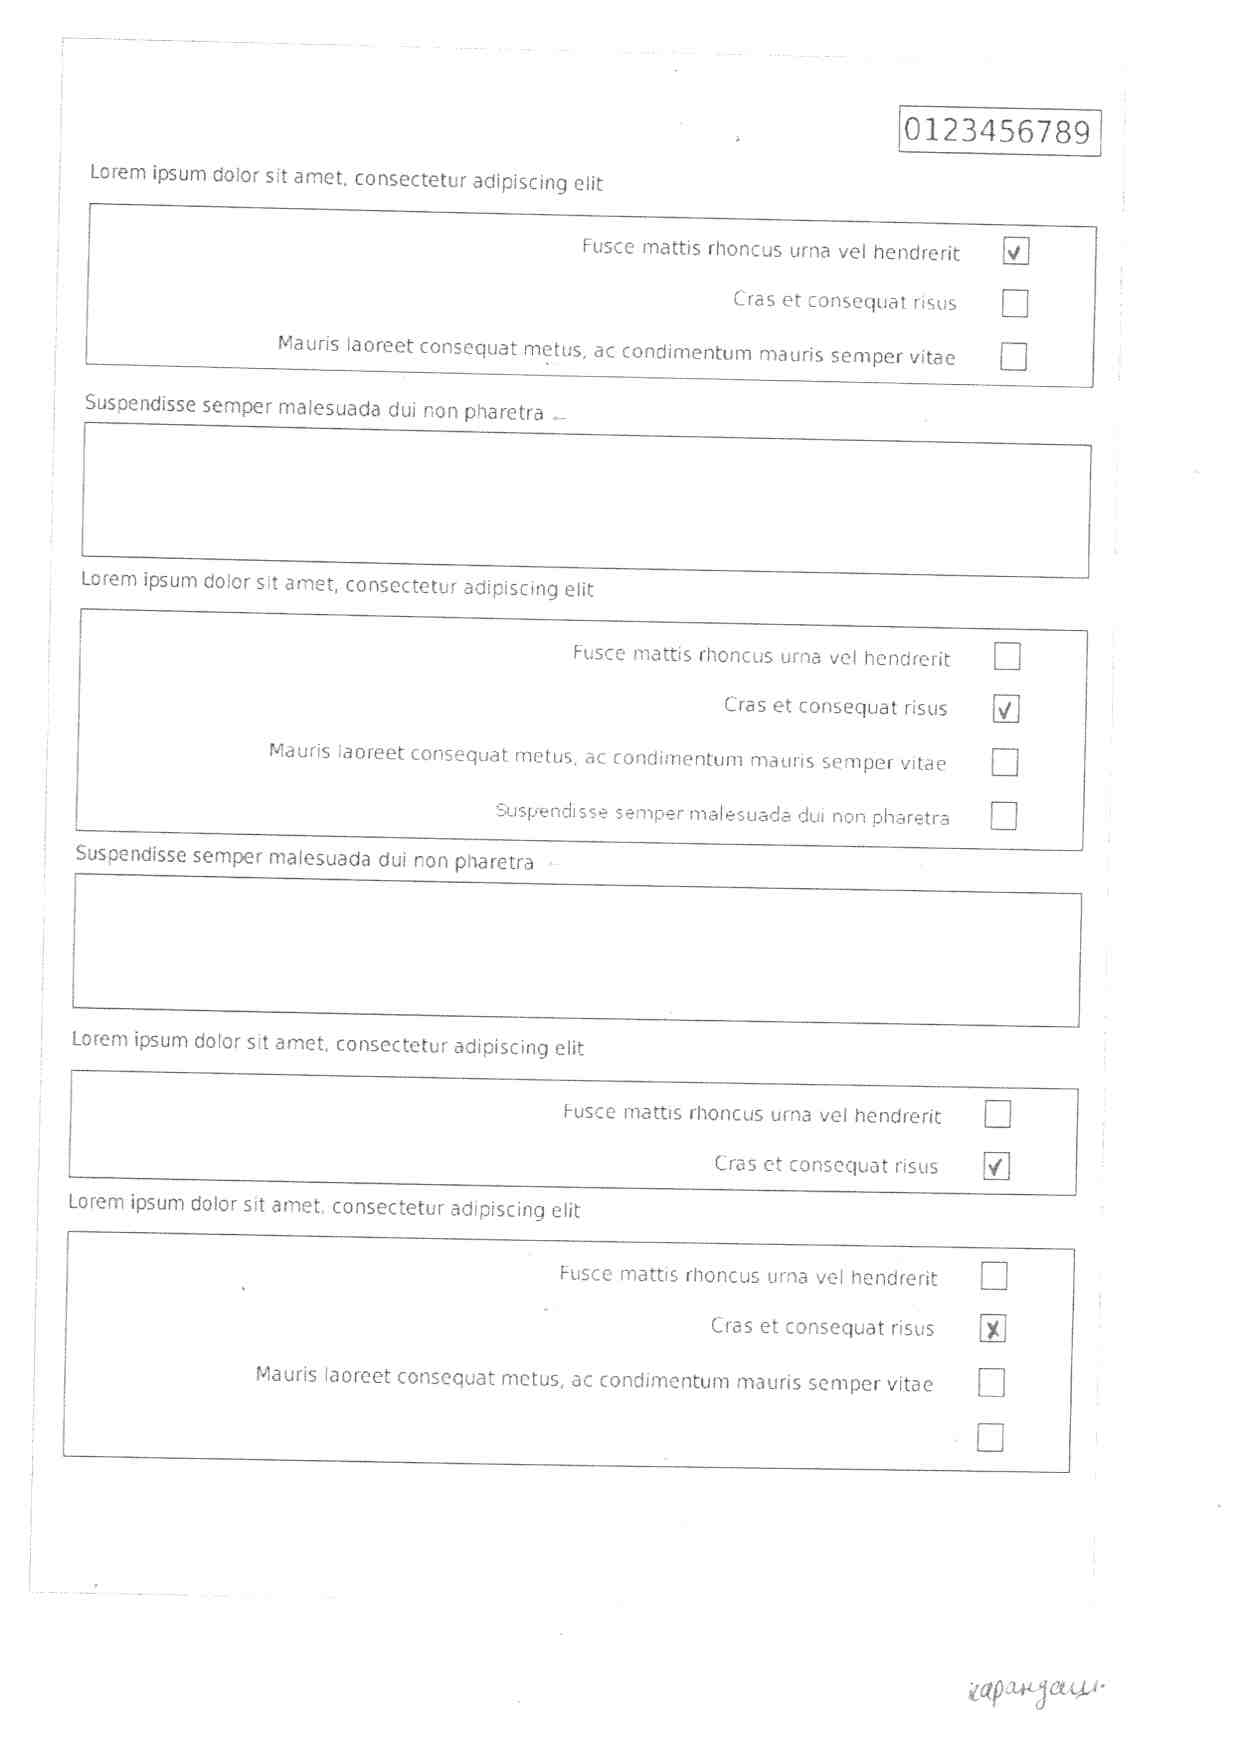 0123456789
Lorem ipsum dolor sit amet, consectetur adipiscing elit
Fusce mattis rhoncus urna vel hendrerit
Cras et consequat risus
Mauris laoreet consequat metus, ac condimentum mauris semper vitae
Suspendisse semper malesuada dui non pharetra
Lorem ipsum dolor sit amet, consectetur adipiscing elit
Fusce mattis rhoncus urna vel hendrerit
Cras et consequat risus
Mauris laoreet consequat metus, ac condimentum mauris semper vitae
Suspendisse semper malesuada dui non pharetra
Suspendisse semper malesuada dui non pharetra
Lorem ipsum dolor sit amet, consectetur adipiscing elit
Fusce mattis rhoncus urna vel hendrerit
Cras et consequat risus
Lorem ipsum dolor sit amet, consectetur adipiscing elit
Fusce mattis rhoncus urna vel hendrerit
Cras et consequat risus
Mauris laoreet consequat metus, ac condimentum mauris semper vitae
карандаш.